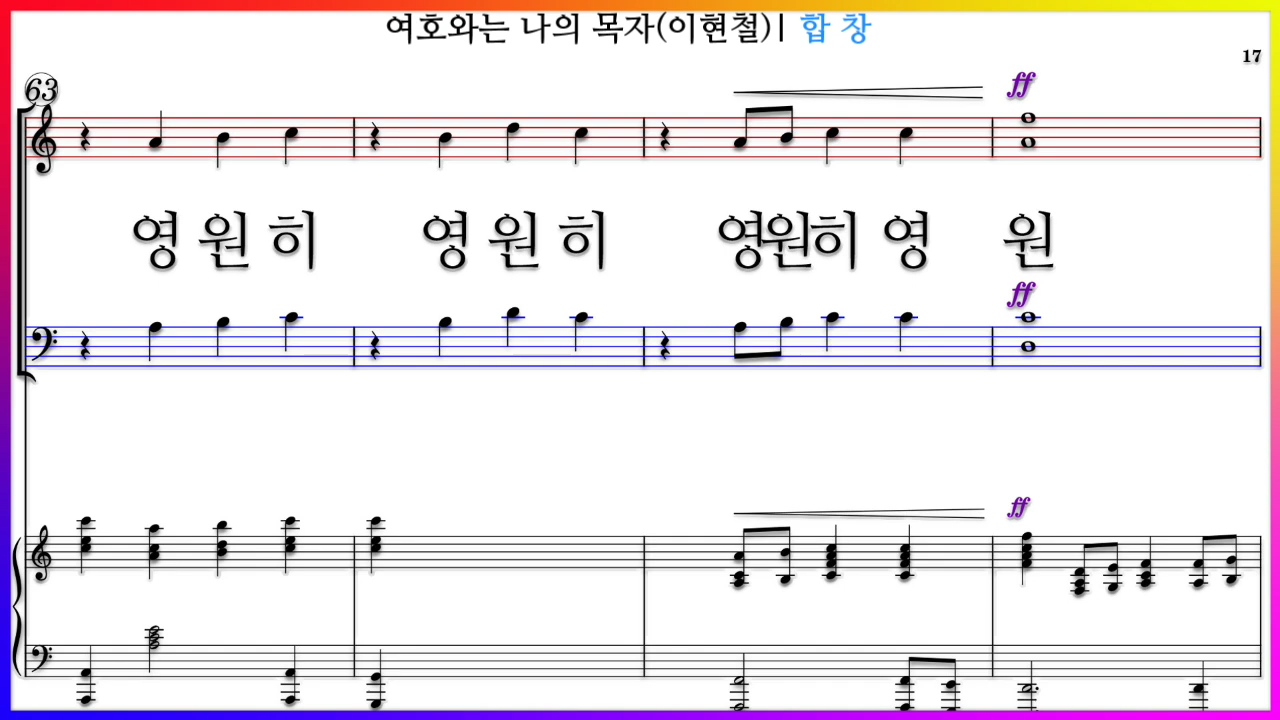 여호와는 나의 목자(이현철)| 합 창
17
63
ff
영 원 히 영 원 히 영원히 영 원
ff
ff